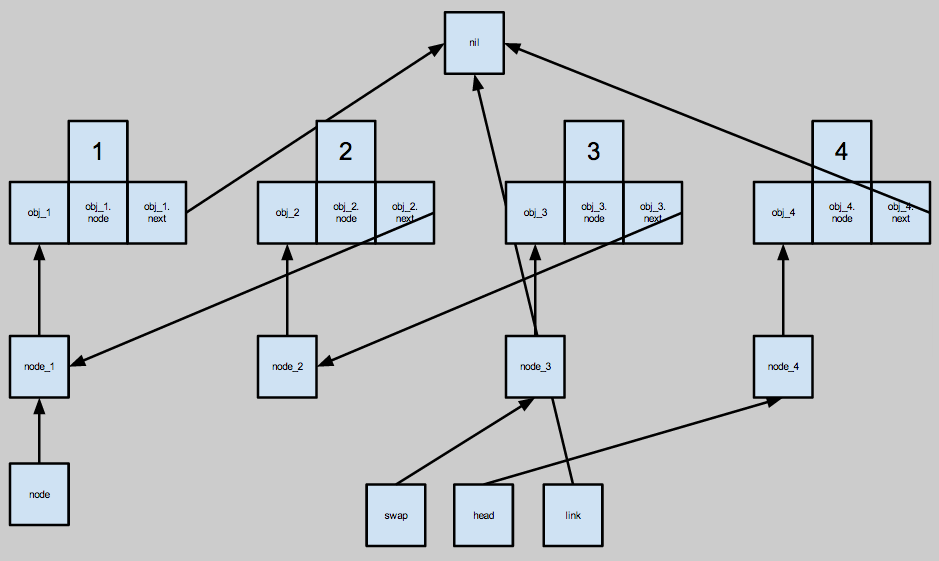 nil
1
2
3
4
obj_1
obj_1.
node
obj_1.
next
obj_2
obj_2.
node
obj_2.
next
obj_3
obj_3.
node
obj_3.
next
obj_4
obj_4.
node
obj_4.
next
node_1
node_2
node_3
node_4
node
swap
head
link